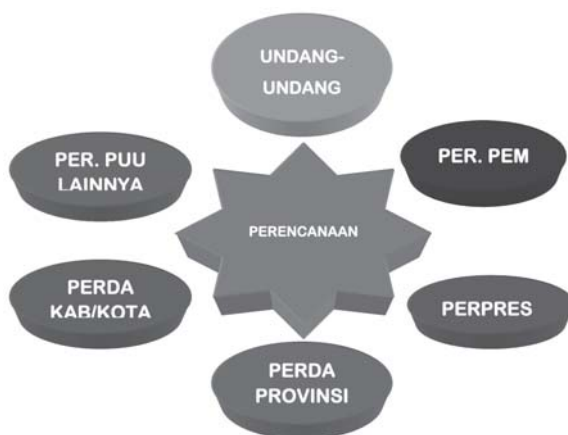 UNDANG-
UNDANG
PER. PEM
PERPRES
PERDA
PROVINSI
PERDA
KAB/KOTA
PER. PUU
LAINNYA
PERENCANAAN